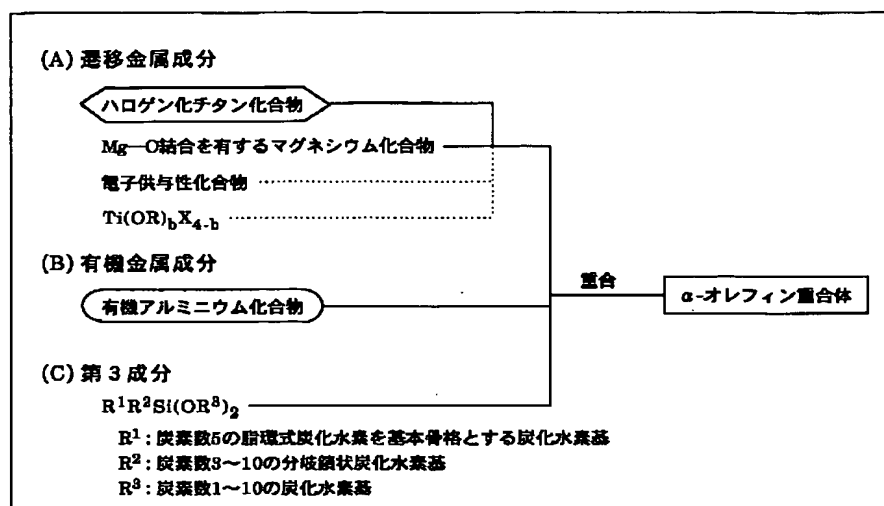 (A) 遷移金属成分
ハロゲン化チタン化合物
Mg—O結合を有するマグネシウム化合物
電子供与性化合物
Ti(OR)bX4-b
(B) 有機金属成分
重合
有機アルミニウム化合物
α-オレフィン重合体
(C) 第3成分
R¹R²Si(OR³)₂
R¹：炭素数5の脂環式炭化水素を基本骨格とする炭化水素基
R²：炭素数3～10の分岐鎖状炭化水素基
R³：炭素数1～10の炭化水素基